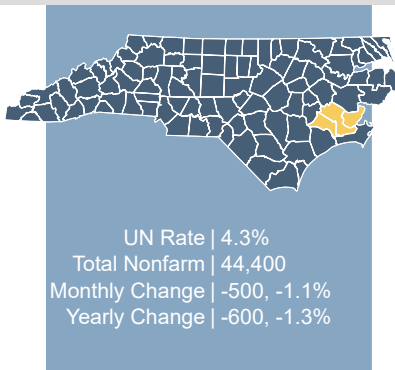 UN Rate | 4.3%
Total Nonfarm | 44,400
Monthly Change | -500, -1.1%
Yearly Change | -600, -1.3%